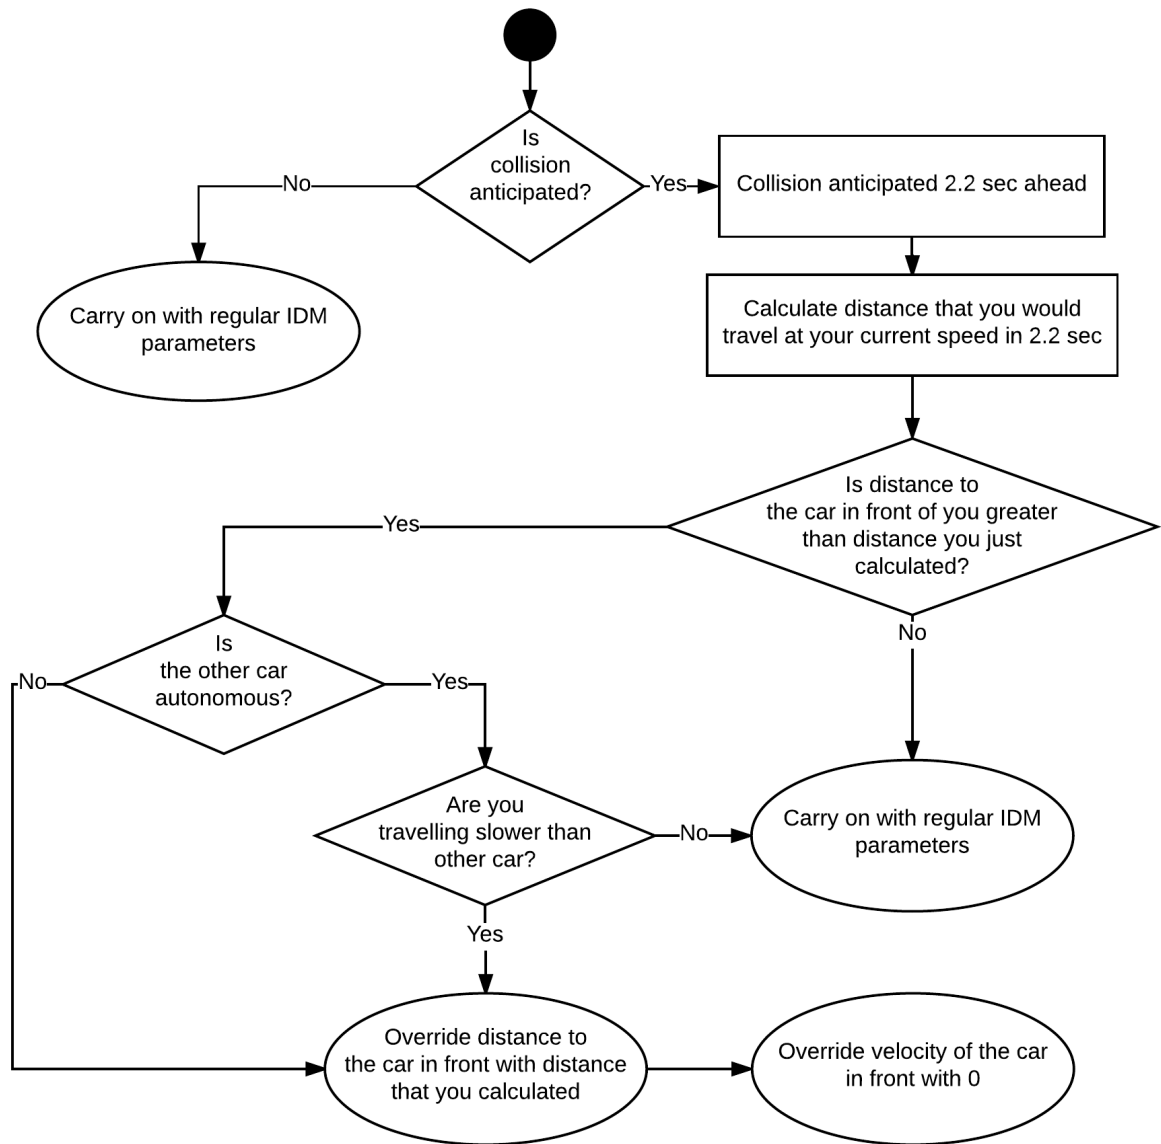 Is
collision
anticipated?
No
Yes
Collision anticipated 2.2 sec ahead
Carry on with regular IDM
parameters
Calculate distance that you would
travel at your current speed in 2.2 sec
Is distance to
the car in front of you greater
than distance you just
calculated?
Yes
No
Is
the other car
autonomous?
No
Yes
Are you
travelling slower than
other car?
No
Carry on with regular IDM
parameters
Yes
Override distance to
the car in front with distance
that you calculated
Override velocity of the car
in front with 0